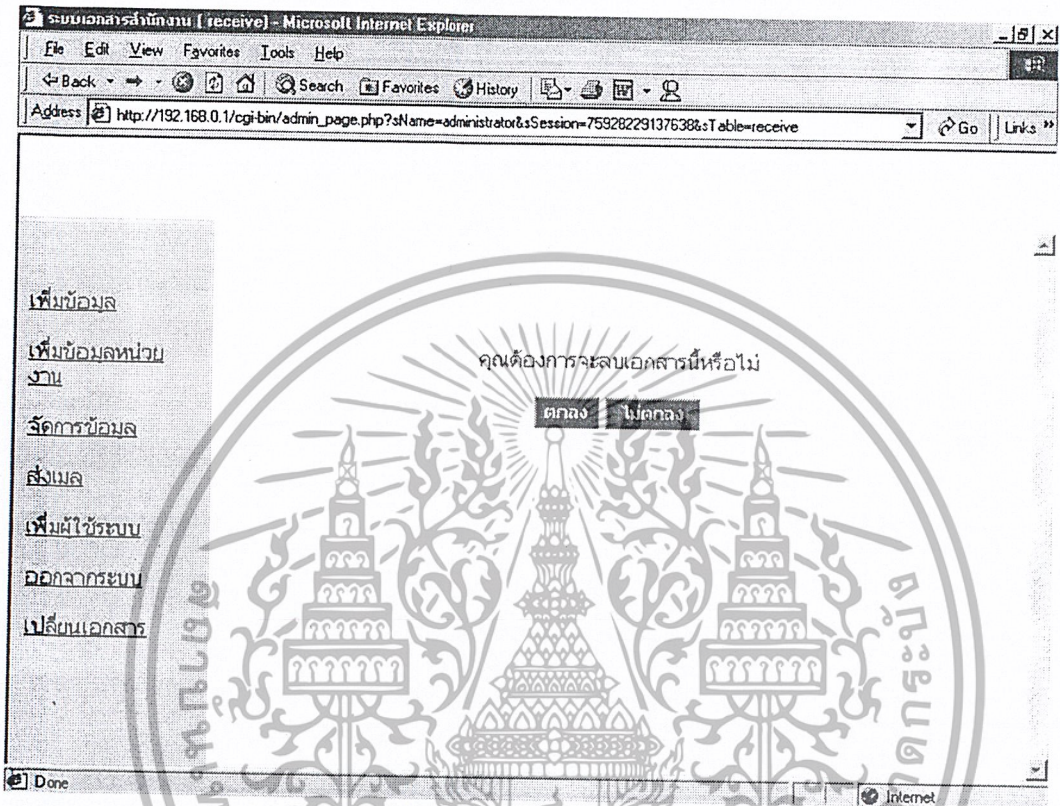 ระบบเอกสารสำนักงาน [ receive] - Microsoft Internet Explorer
File Edit View Favorites Tools Help
Back Search Favorites History
Address http://192.168.0.1/cgi-bin/admin_page.php?sName=administrator&sSession=75928229137638&sTable=receive Go Links »
เพิ่มข้อมูล
เพิ่มข้อมูลหน่วย
งาน
จัดการข้อมูล
ส่งเมล
เพิ่มผู้ใช้ระบบ
ออกจากระบบ
เปลี่ยนเอกสาร
คุณต้องการจะลบเอกสารนี้หรือไม่
ตกลง ไม่ตกลง
Done Internet